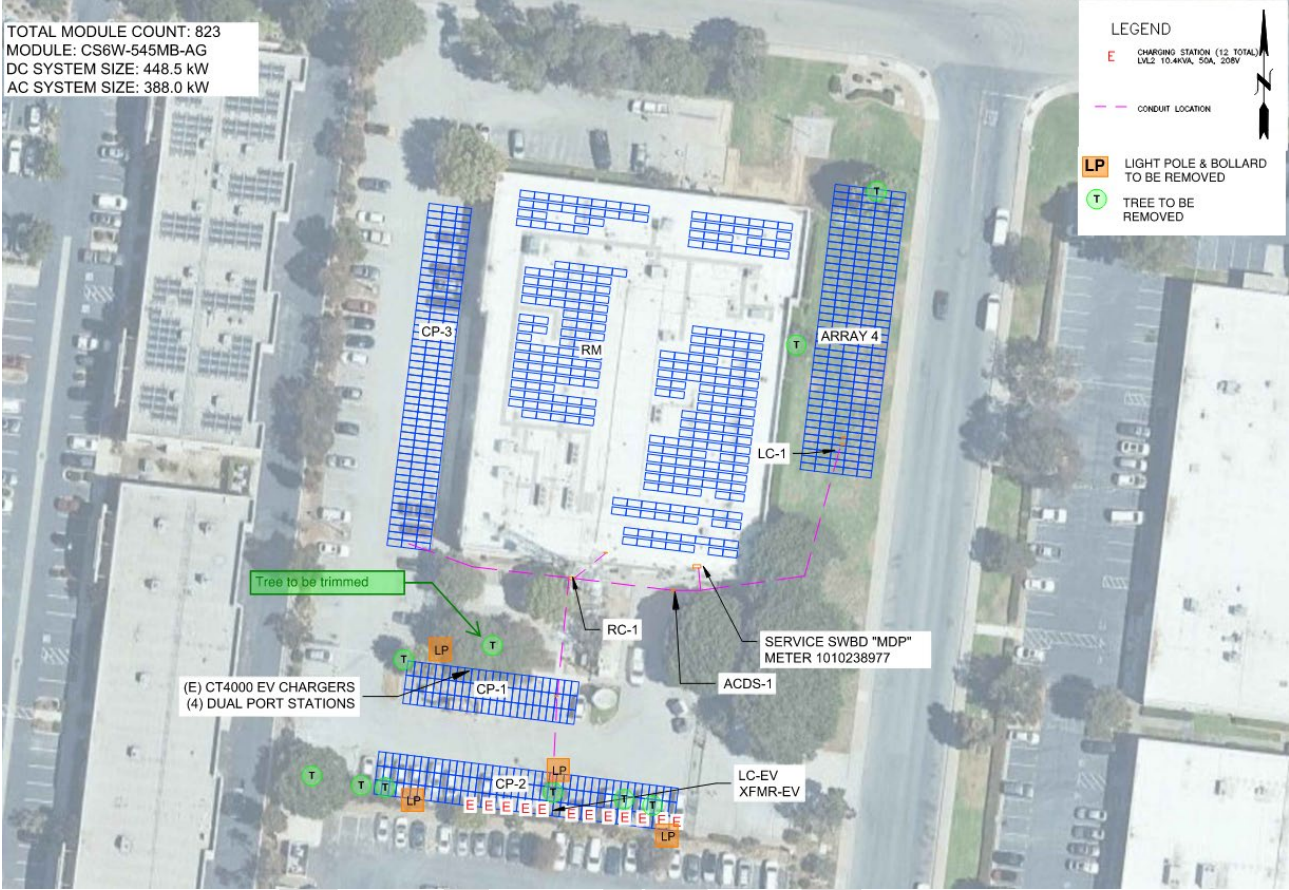 TOTAL MODULE COUNT: 823
MODULE: CS6W-545MB-AG
DC SYSTEM SIZE: 448.5 kW
AC SYSTEM SIZE: 388.0 kW
LEGEND
E CHARGING STATION (12 TOTAL)
LVL2 10.4KVA, 50A, 208V
CONDUIT LOCATION
N
LP LIGHT POLE & BOLLARD
TO BE REMOVED
T TREE TO BE
REMOVED
T
CP-3
RM
T
ARRAY 4
LC-1
Tree to be trimmed
RC-1
SERVICE SWBD "MDP"
METER 1010238977
ACDS-1
T
LP
T
(E) CT4000 EV CHARGERS
(4) DUAL PORT STATIONS
CP-1
LC-EV
XFMR-EV
LP
T
T
T
CP-2
T
T
T
LP
E E E E E
E E E E E E E
LP